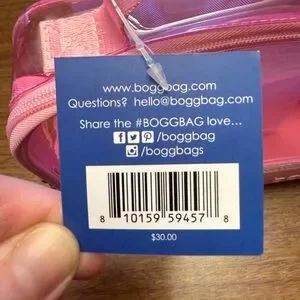 www.boggbag.com
Questions? hello@boggbag.com
Share the #BOGGBAG love...
/boggbag
/boggbags
8 10159 59457 8
$30.00